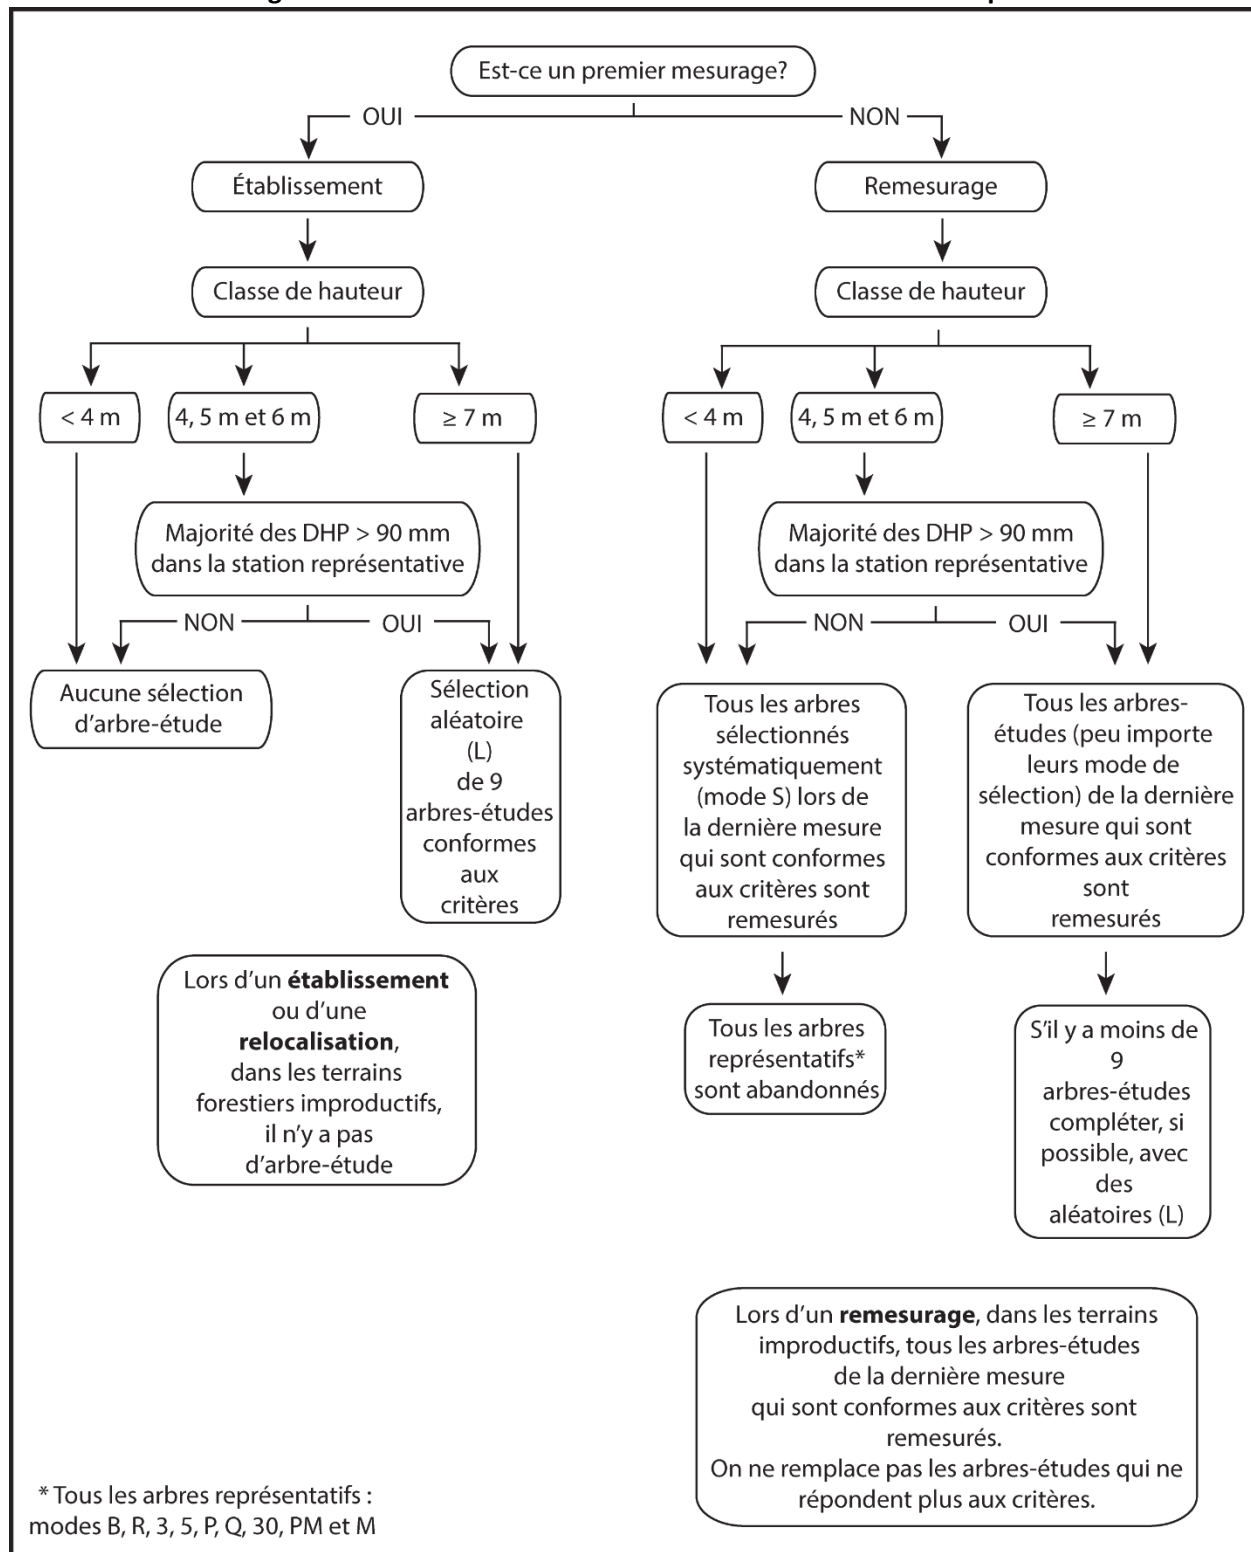 Est-ce un premier mesurage?
OUI
NON
Établissement
Remesurage
Classe de hauteur
Classe de hauteur
< 4 m
4, 5 m et 6 m
≥ 7 m
< 4 m
4, 5 m et 6 m
≥ 7 m
Majorité des DHP > 90 mm
dans la station représentative
Majorité des DHP > 90 mm
dans la station représentative
NON
OUI
NON
OUI
Aucune sélection
d’arbre-étude
Sélection
aléatoire
(L)
de 9
arbres-études
conformes
aux
critères
Tous les arbres
sélectionnés
systématiquement
(mode S) lors de
la dernière mesure
qui sont conformes
aux critères sont
remesurés
Tous les arbres-
études (peu importe
leurs mode de
sélection) de la dernière
mesure qui sont
conformes aux critères
sont
remesurés
Lors d’un établissement
ou d’une
relocalisation,
dans les terrains
forestiers improductifs,
il n’y a pas
d’arbre-étude
Tous les arbres
représentatifs*
sont abandonnés
S’il y a moins de
9
arbres-études
compléter, si
possible, avec
des
aléatoires (L)
Lors d’un remesurage, dans les terrains
improductifs, tous les arbres-études
de la dernière mesure
qui sont conformes aux critères sont
remesurés.
On ne remplace pas les arbres-études qui ne
répondent plus aux critères.
* Tous les arbres représentatifs :
modes B, R, 3, 5, P, Q, 30, PM et M